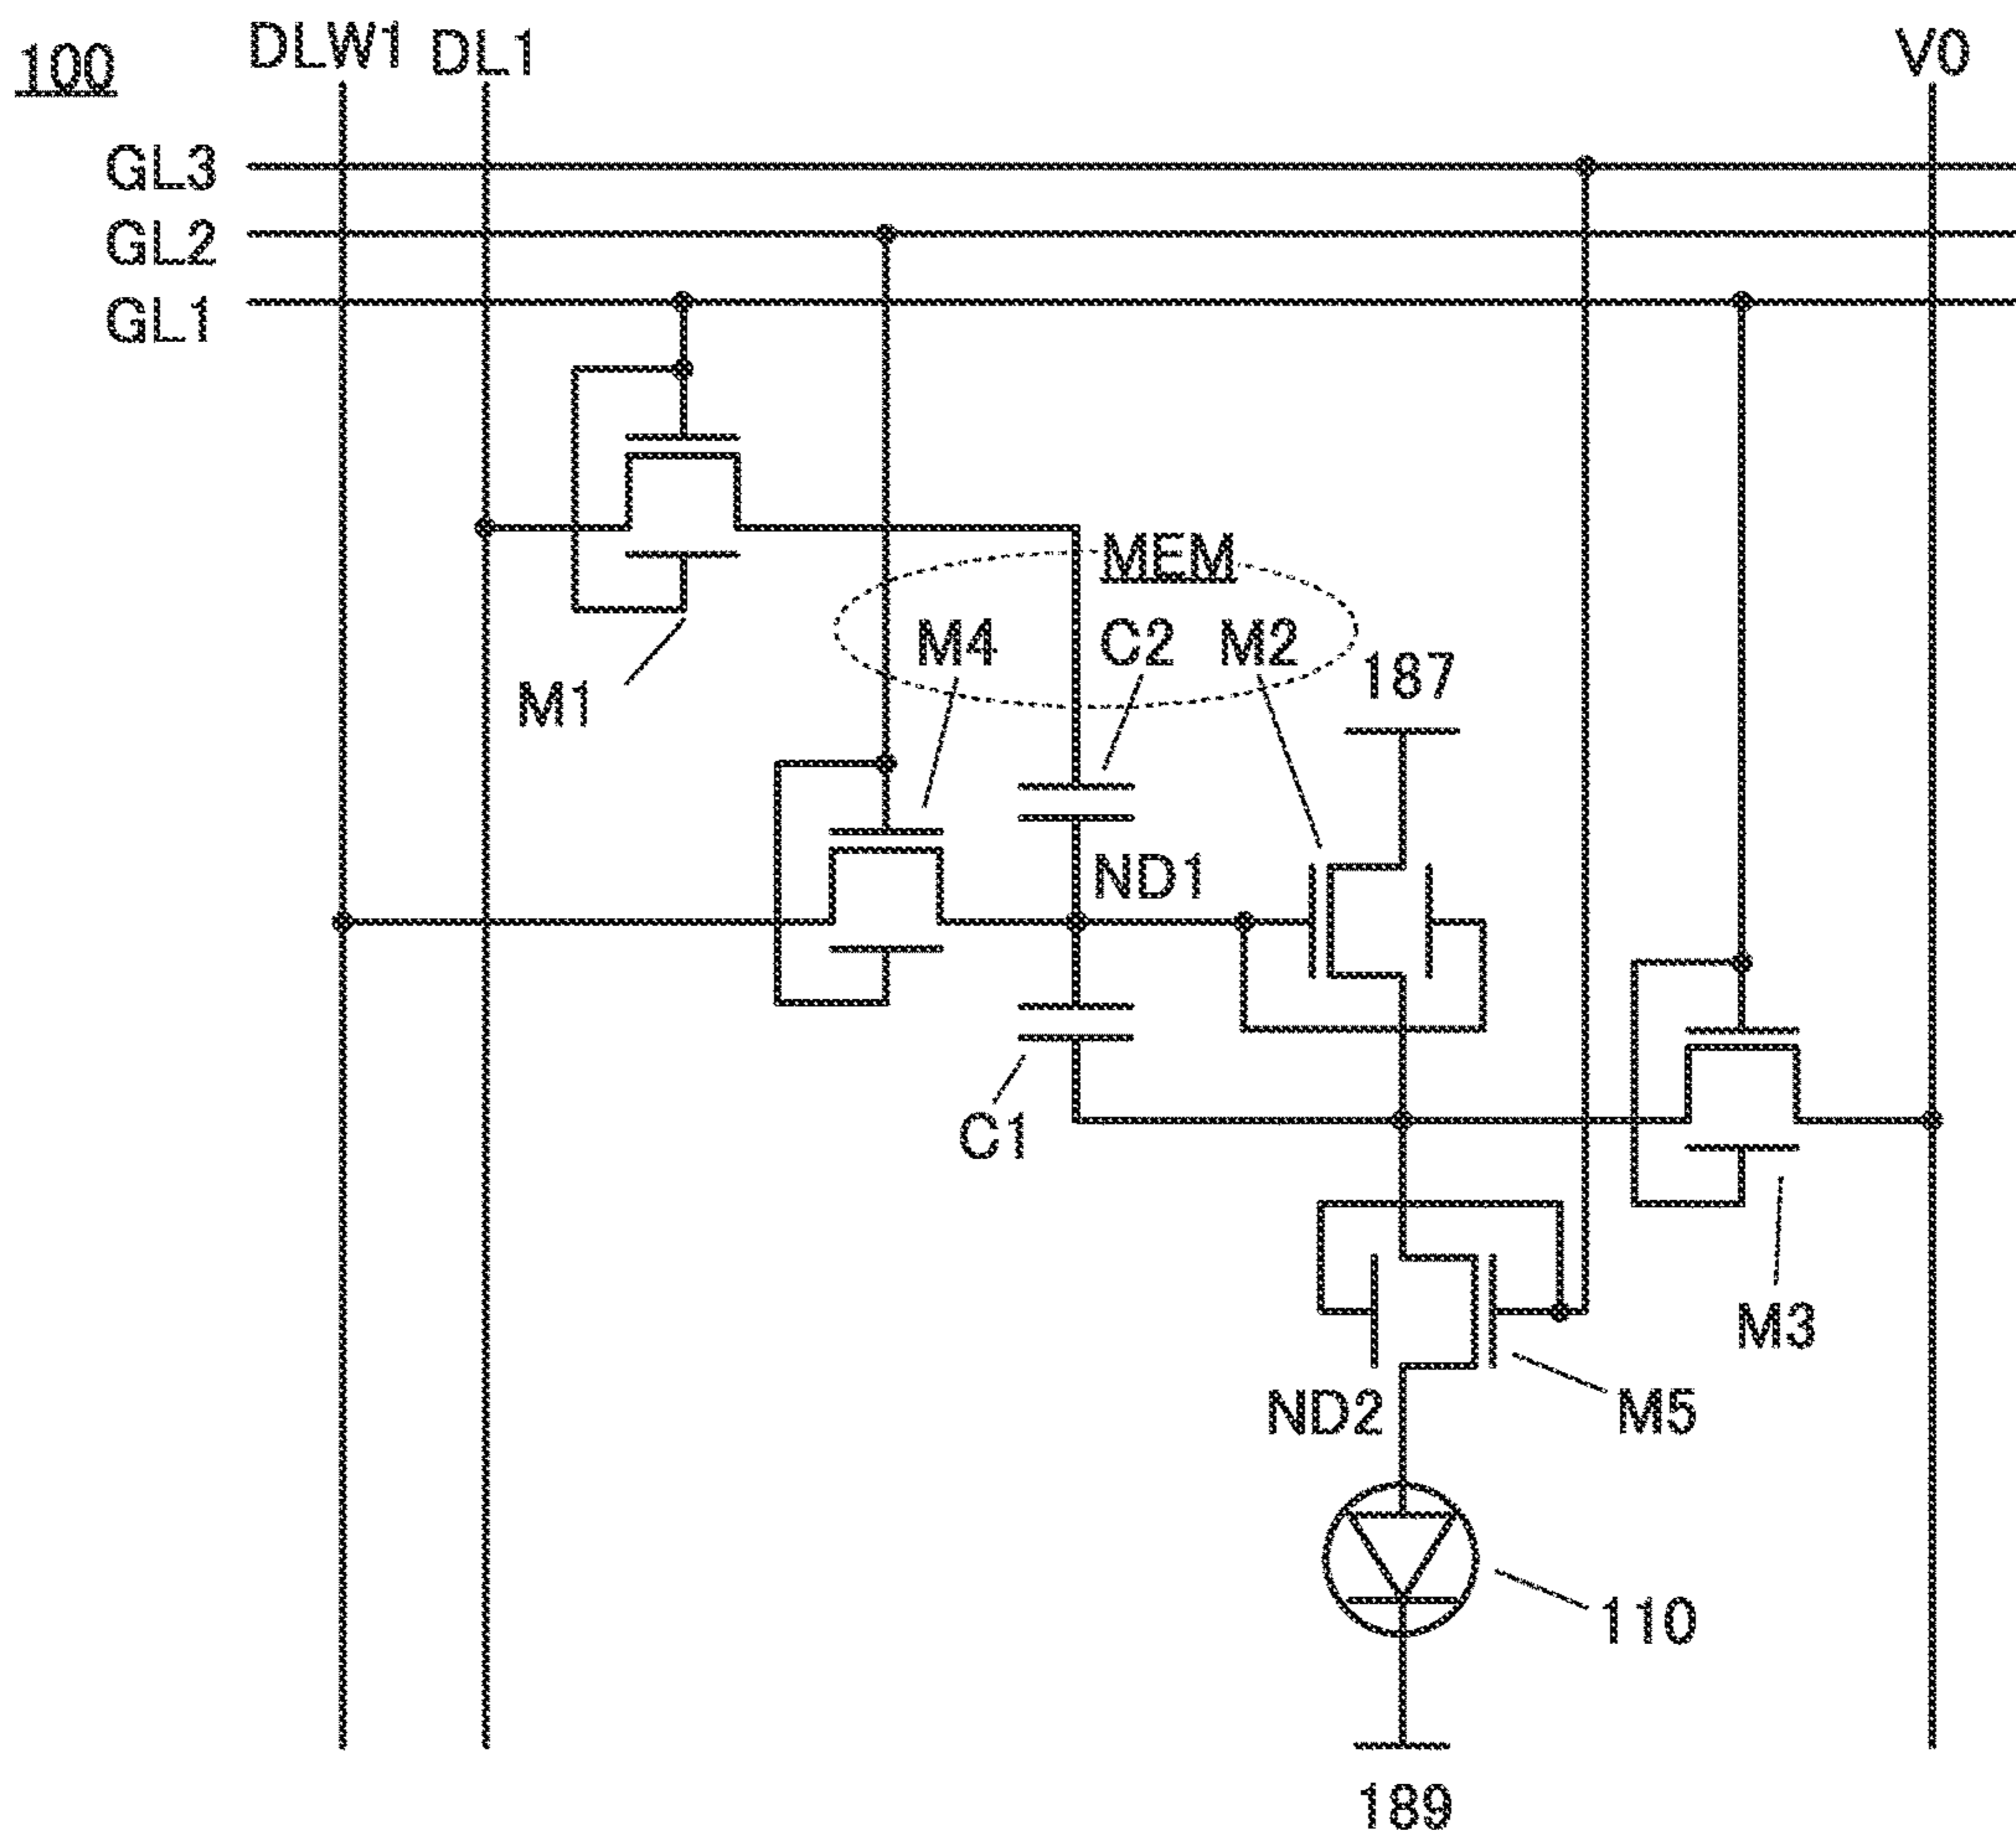 100
DLW1 DL1 V0
GL3
GL2
GL1
MEM
M4 C2 M2
187
M1
ND1
C1
M3
ND2
M5
110
189